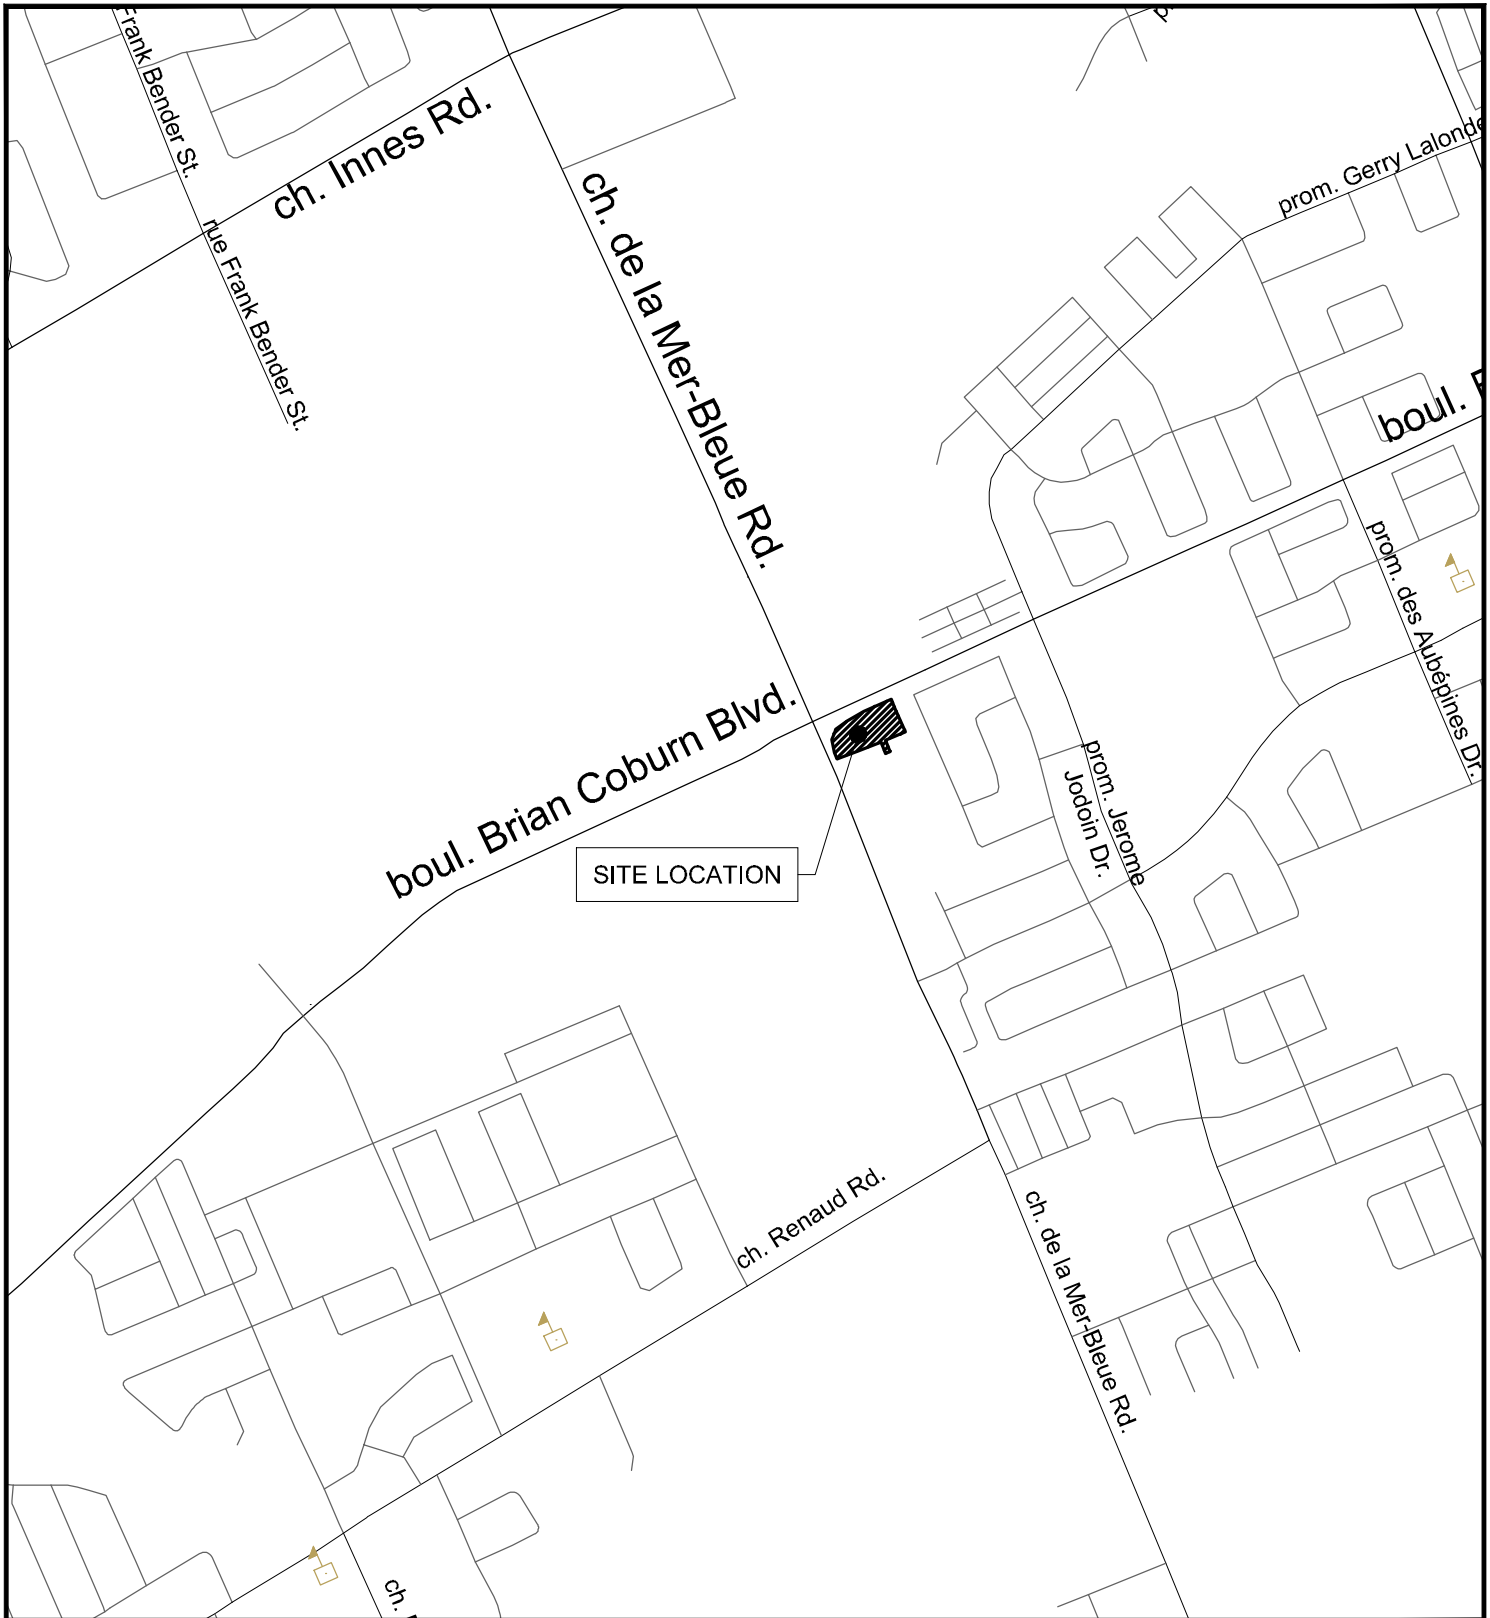 Frank Bender St.
ch. Innes Rd.
prom. Gerry Lalonde
rue Frank Bender St.
ch. de la Mer-Bleue Rd.
boul.
prom. des Aubépines Dr.
boul. Brian Coburn Blvd.
prom. Jerome
Jodoin Dr.
SITE LOCATION
ch. Renaud Rd.
ch. de la Mer-Bleue Rd.
ch.